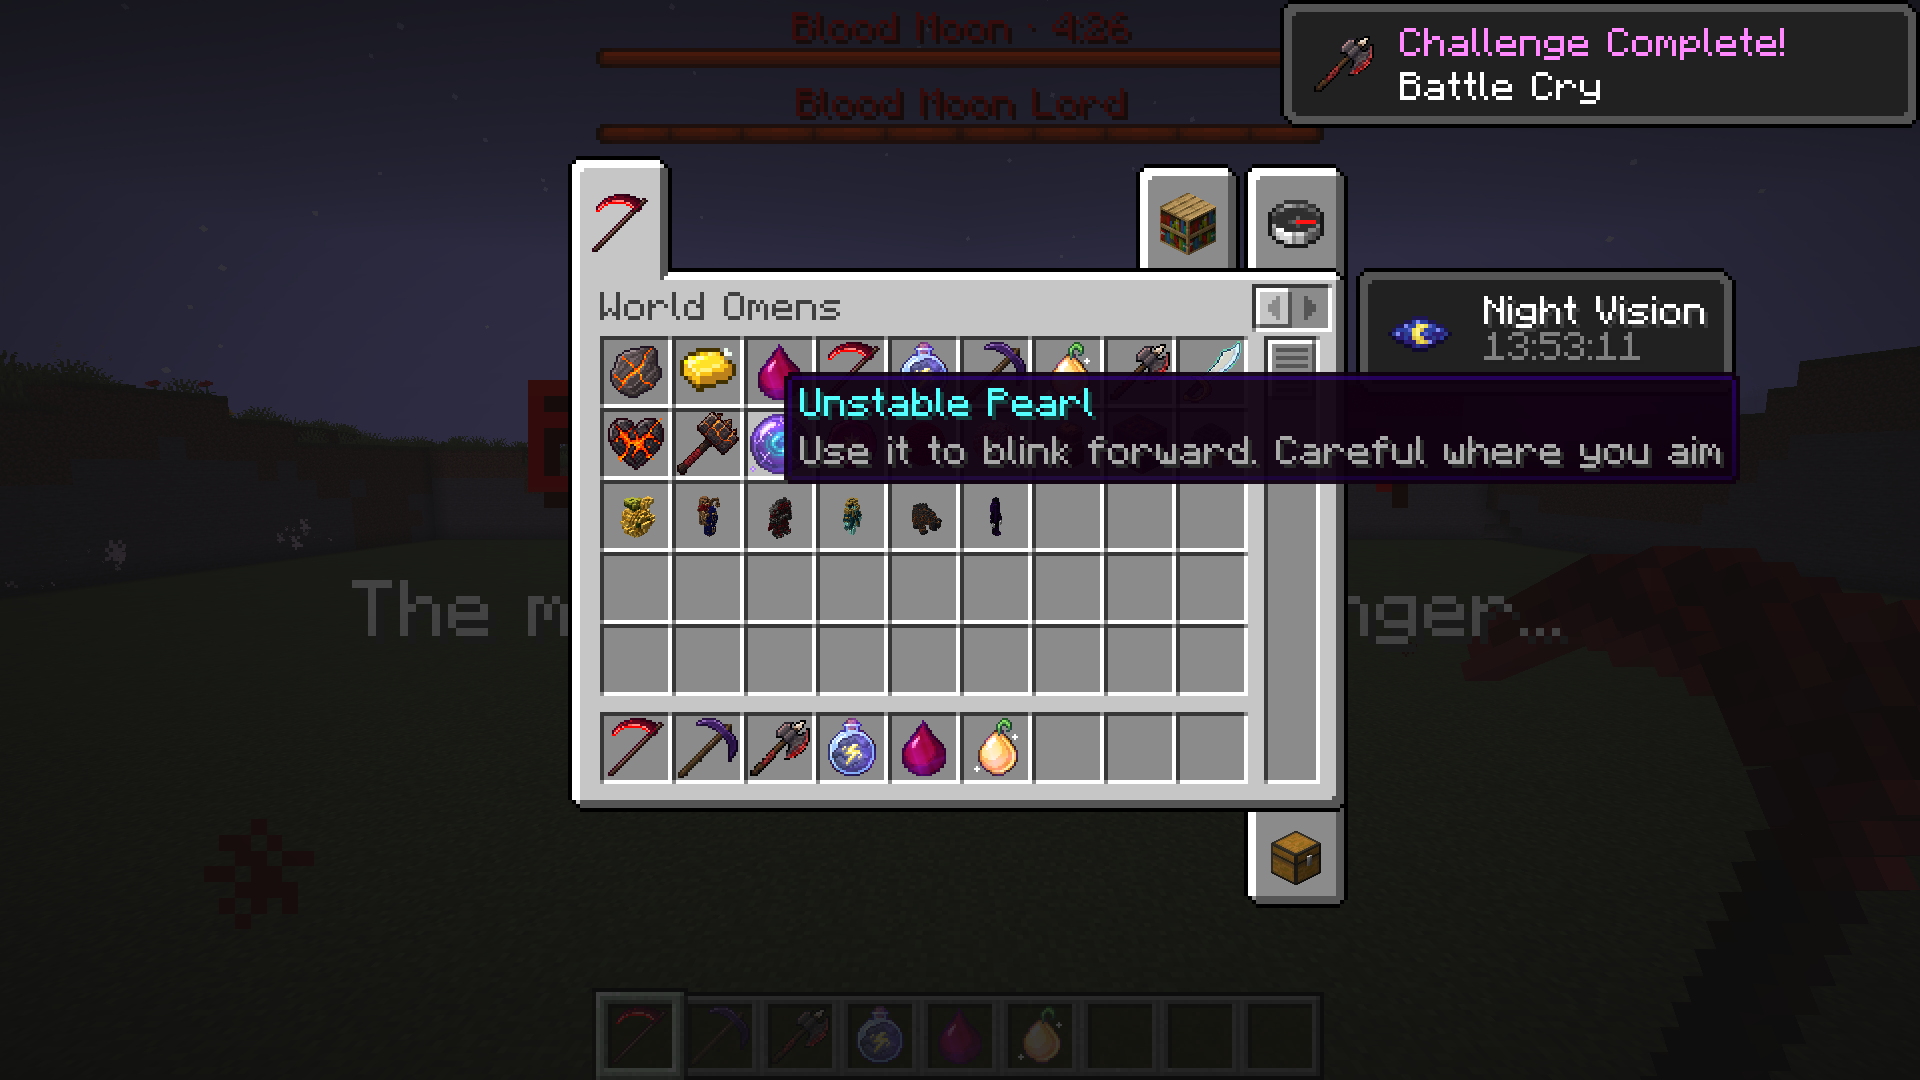 Blood Moon · 4:26
Blood Moon Lord
Challenge Complete!
Battle Cry
World Omens
Night Vision
13:53:11
Unstable Pearl
Use it to blink forward. Careful where you aim
The